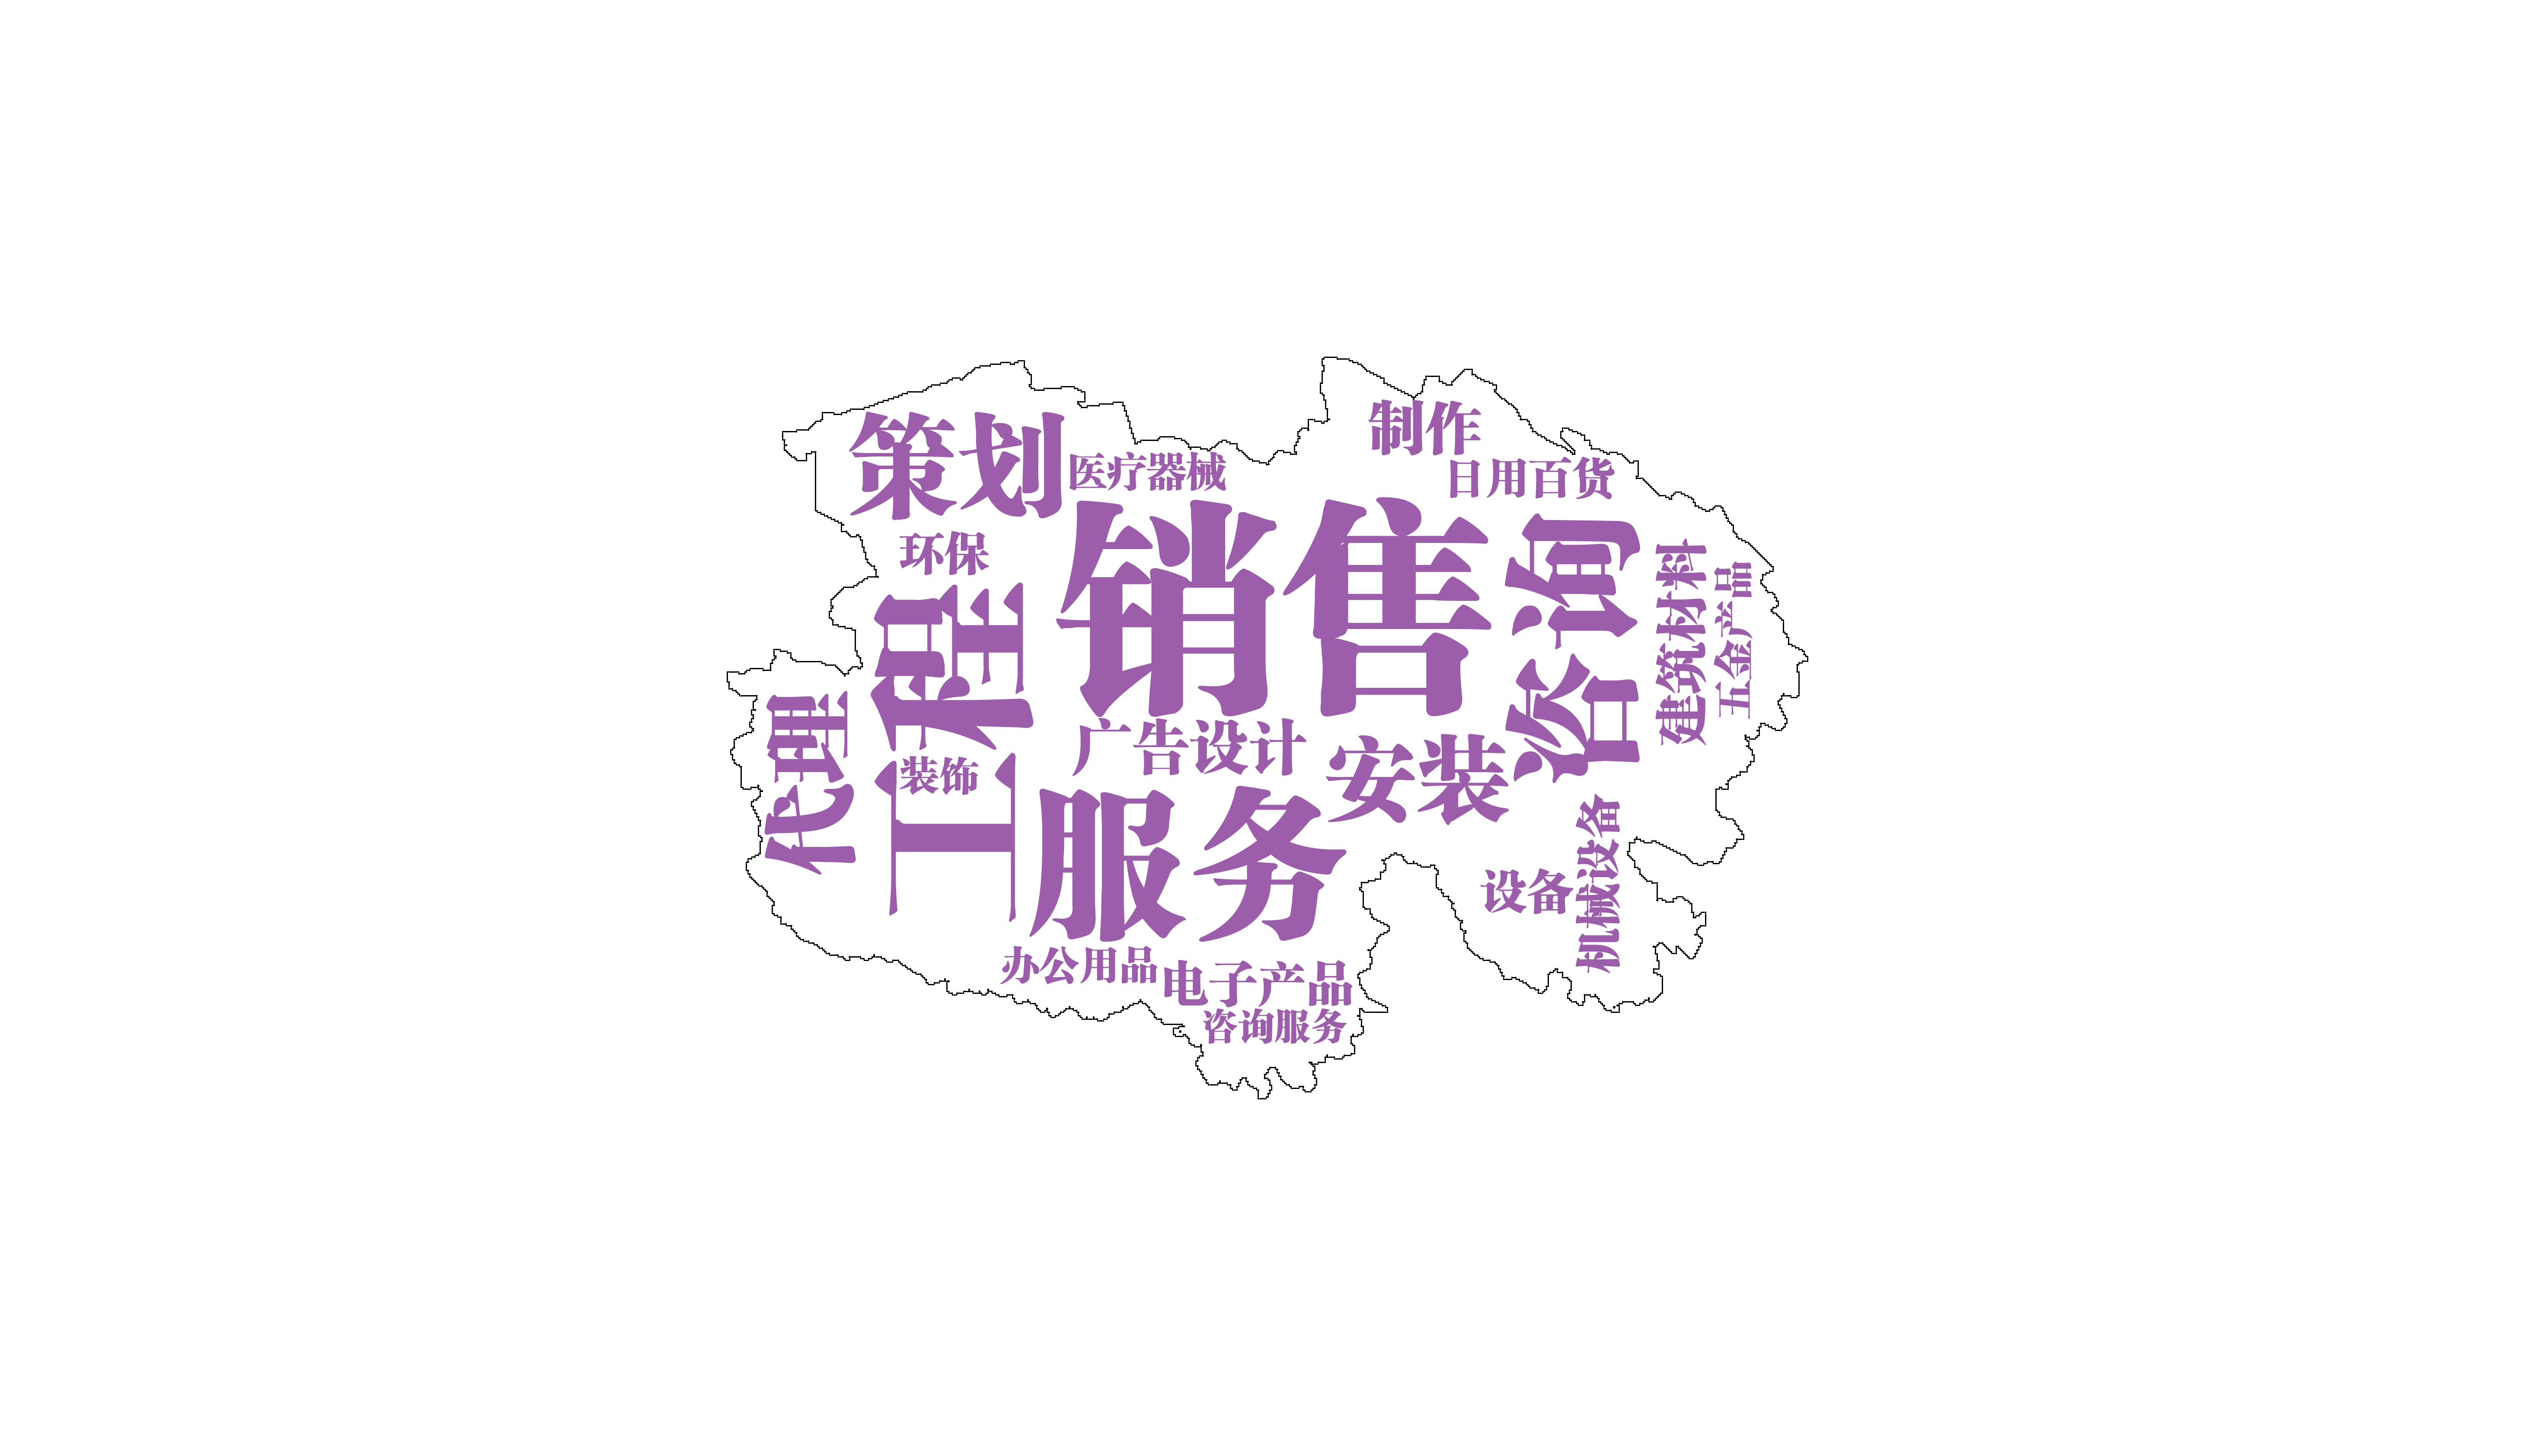 制作
策划
医疗器械
日用百货
销售
咨询
环保
工程
建筑材料
五金产品
代理
广告设计
安装
装饰
服务
设备
机械设备
办公用品
电子产品
咨询服务